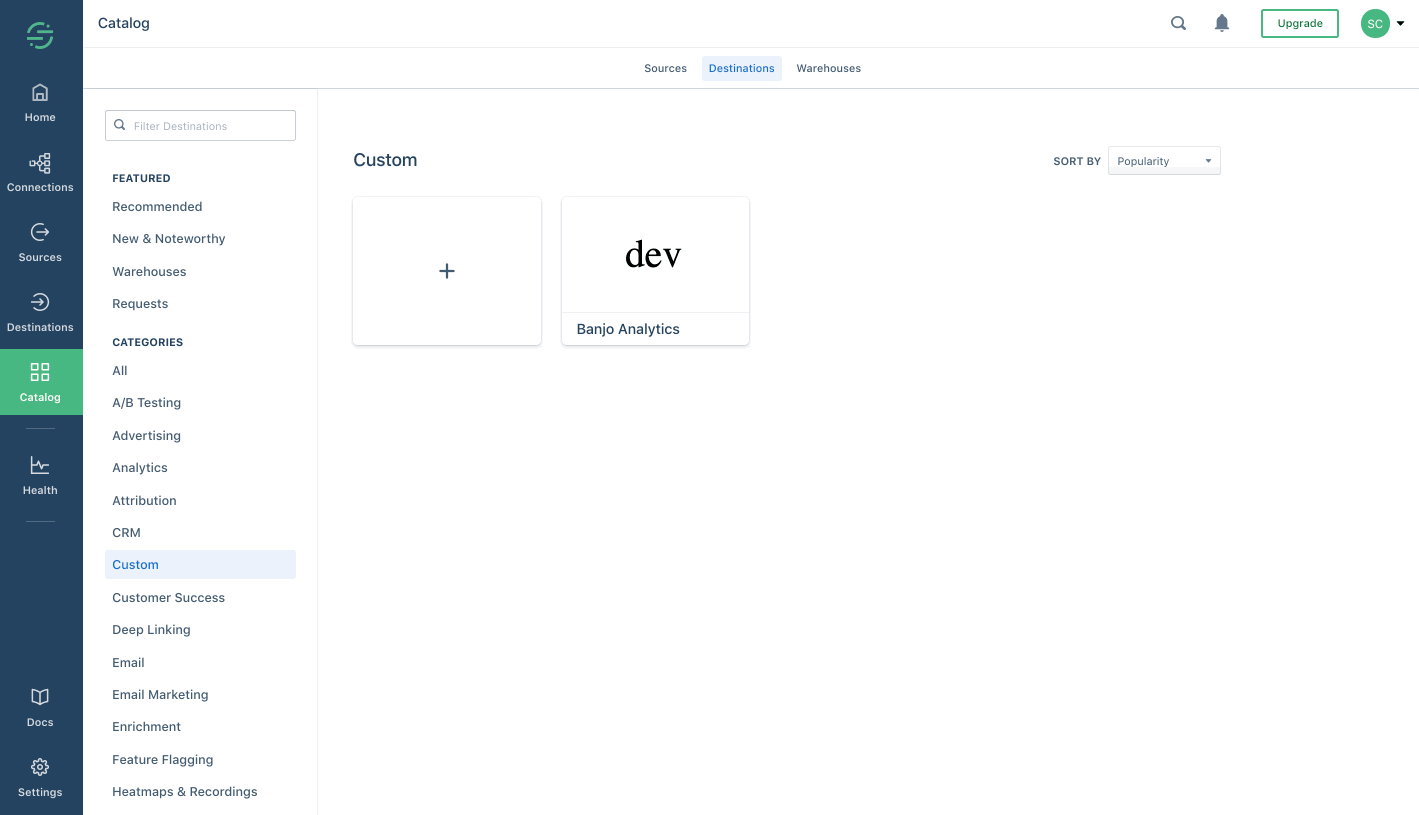 Catalog
Upgrade
SC
Sources
Destinations
Warehouses
Home
Connections
Sources
Destinations
Catalog
Health
Docs
Settings
Filter Destinations
FEATURED
Recommended
New & Noteworthy
Warehouses
Requests
CATEGORIES
All
A/B Testing
Advertising
Analytics
Attribution
CRM
Custom
Customer Success
Deep Linking
Email
Email Marketing
Enrichment
Feature Flagging
Heatmaps & Recordings
Custom
SORT BY
Popularity
+
dev
Banjo Analytics